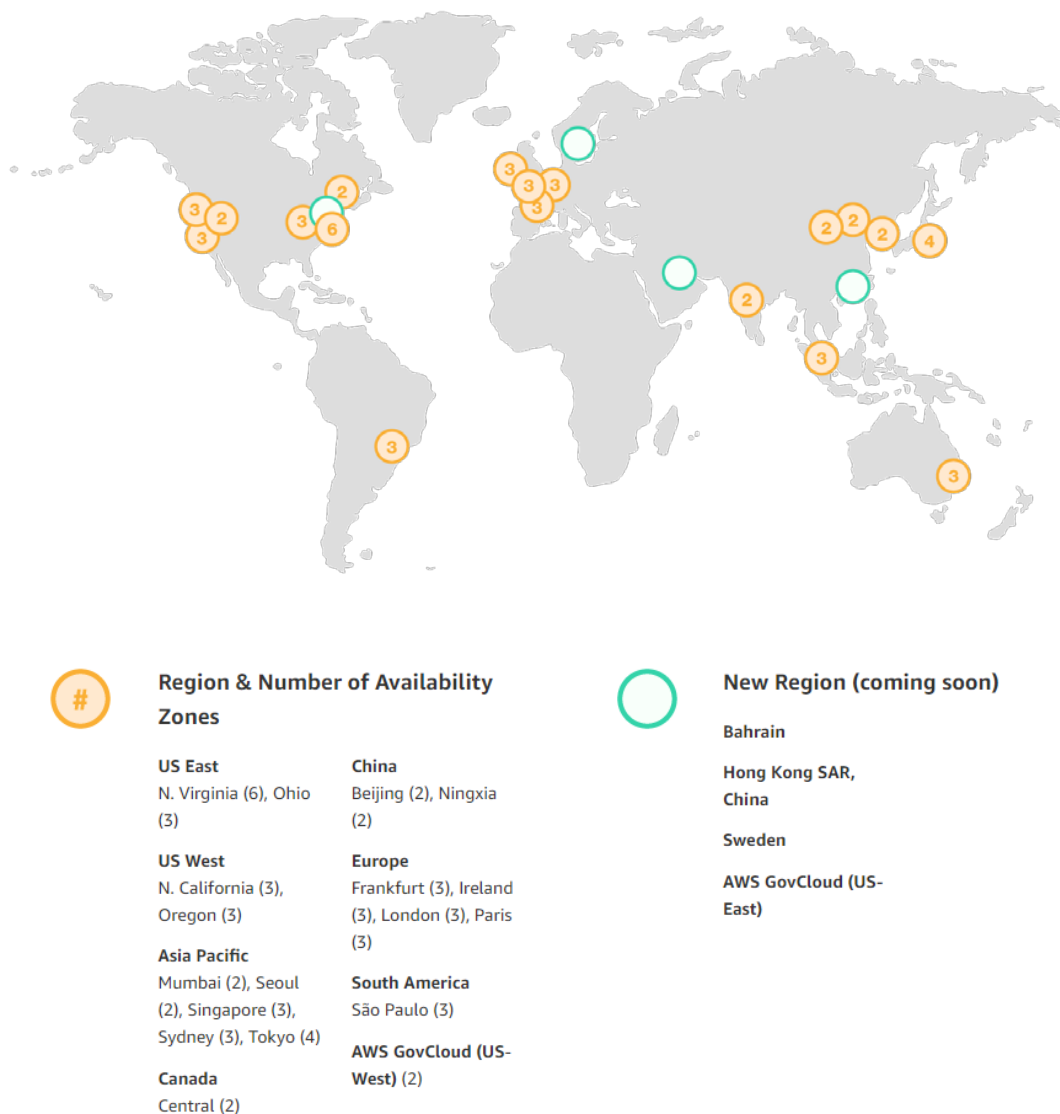 2
3
3
2
3
3
6
3
3
3
3
2
2
2
4
2
3
3
3
#
Region & Number of Availability
Zones
US East
N. Virginia (6), Ohio
(3)
US West
N. California (3),
Oregon (3)
Asia Pacific
Mumbai (2), Seoul
(2), Singapore (3),
Sydney (3), Tokyo (4)
Canada
Central (2)
China
Beijing (2), Ningxia
(2)
Europe
Frankfurt (3), Ireland
(3), London (3), Paris
(3)
South America
São Paulo (3)
AWS GovCloud (US-
West) (2)
New Region (coming soon)
Bahrain
Hong Kong SAR,
China
Sweden
AWS GovCloud (US-
East)